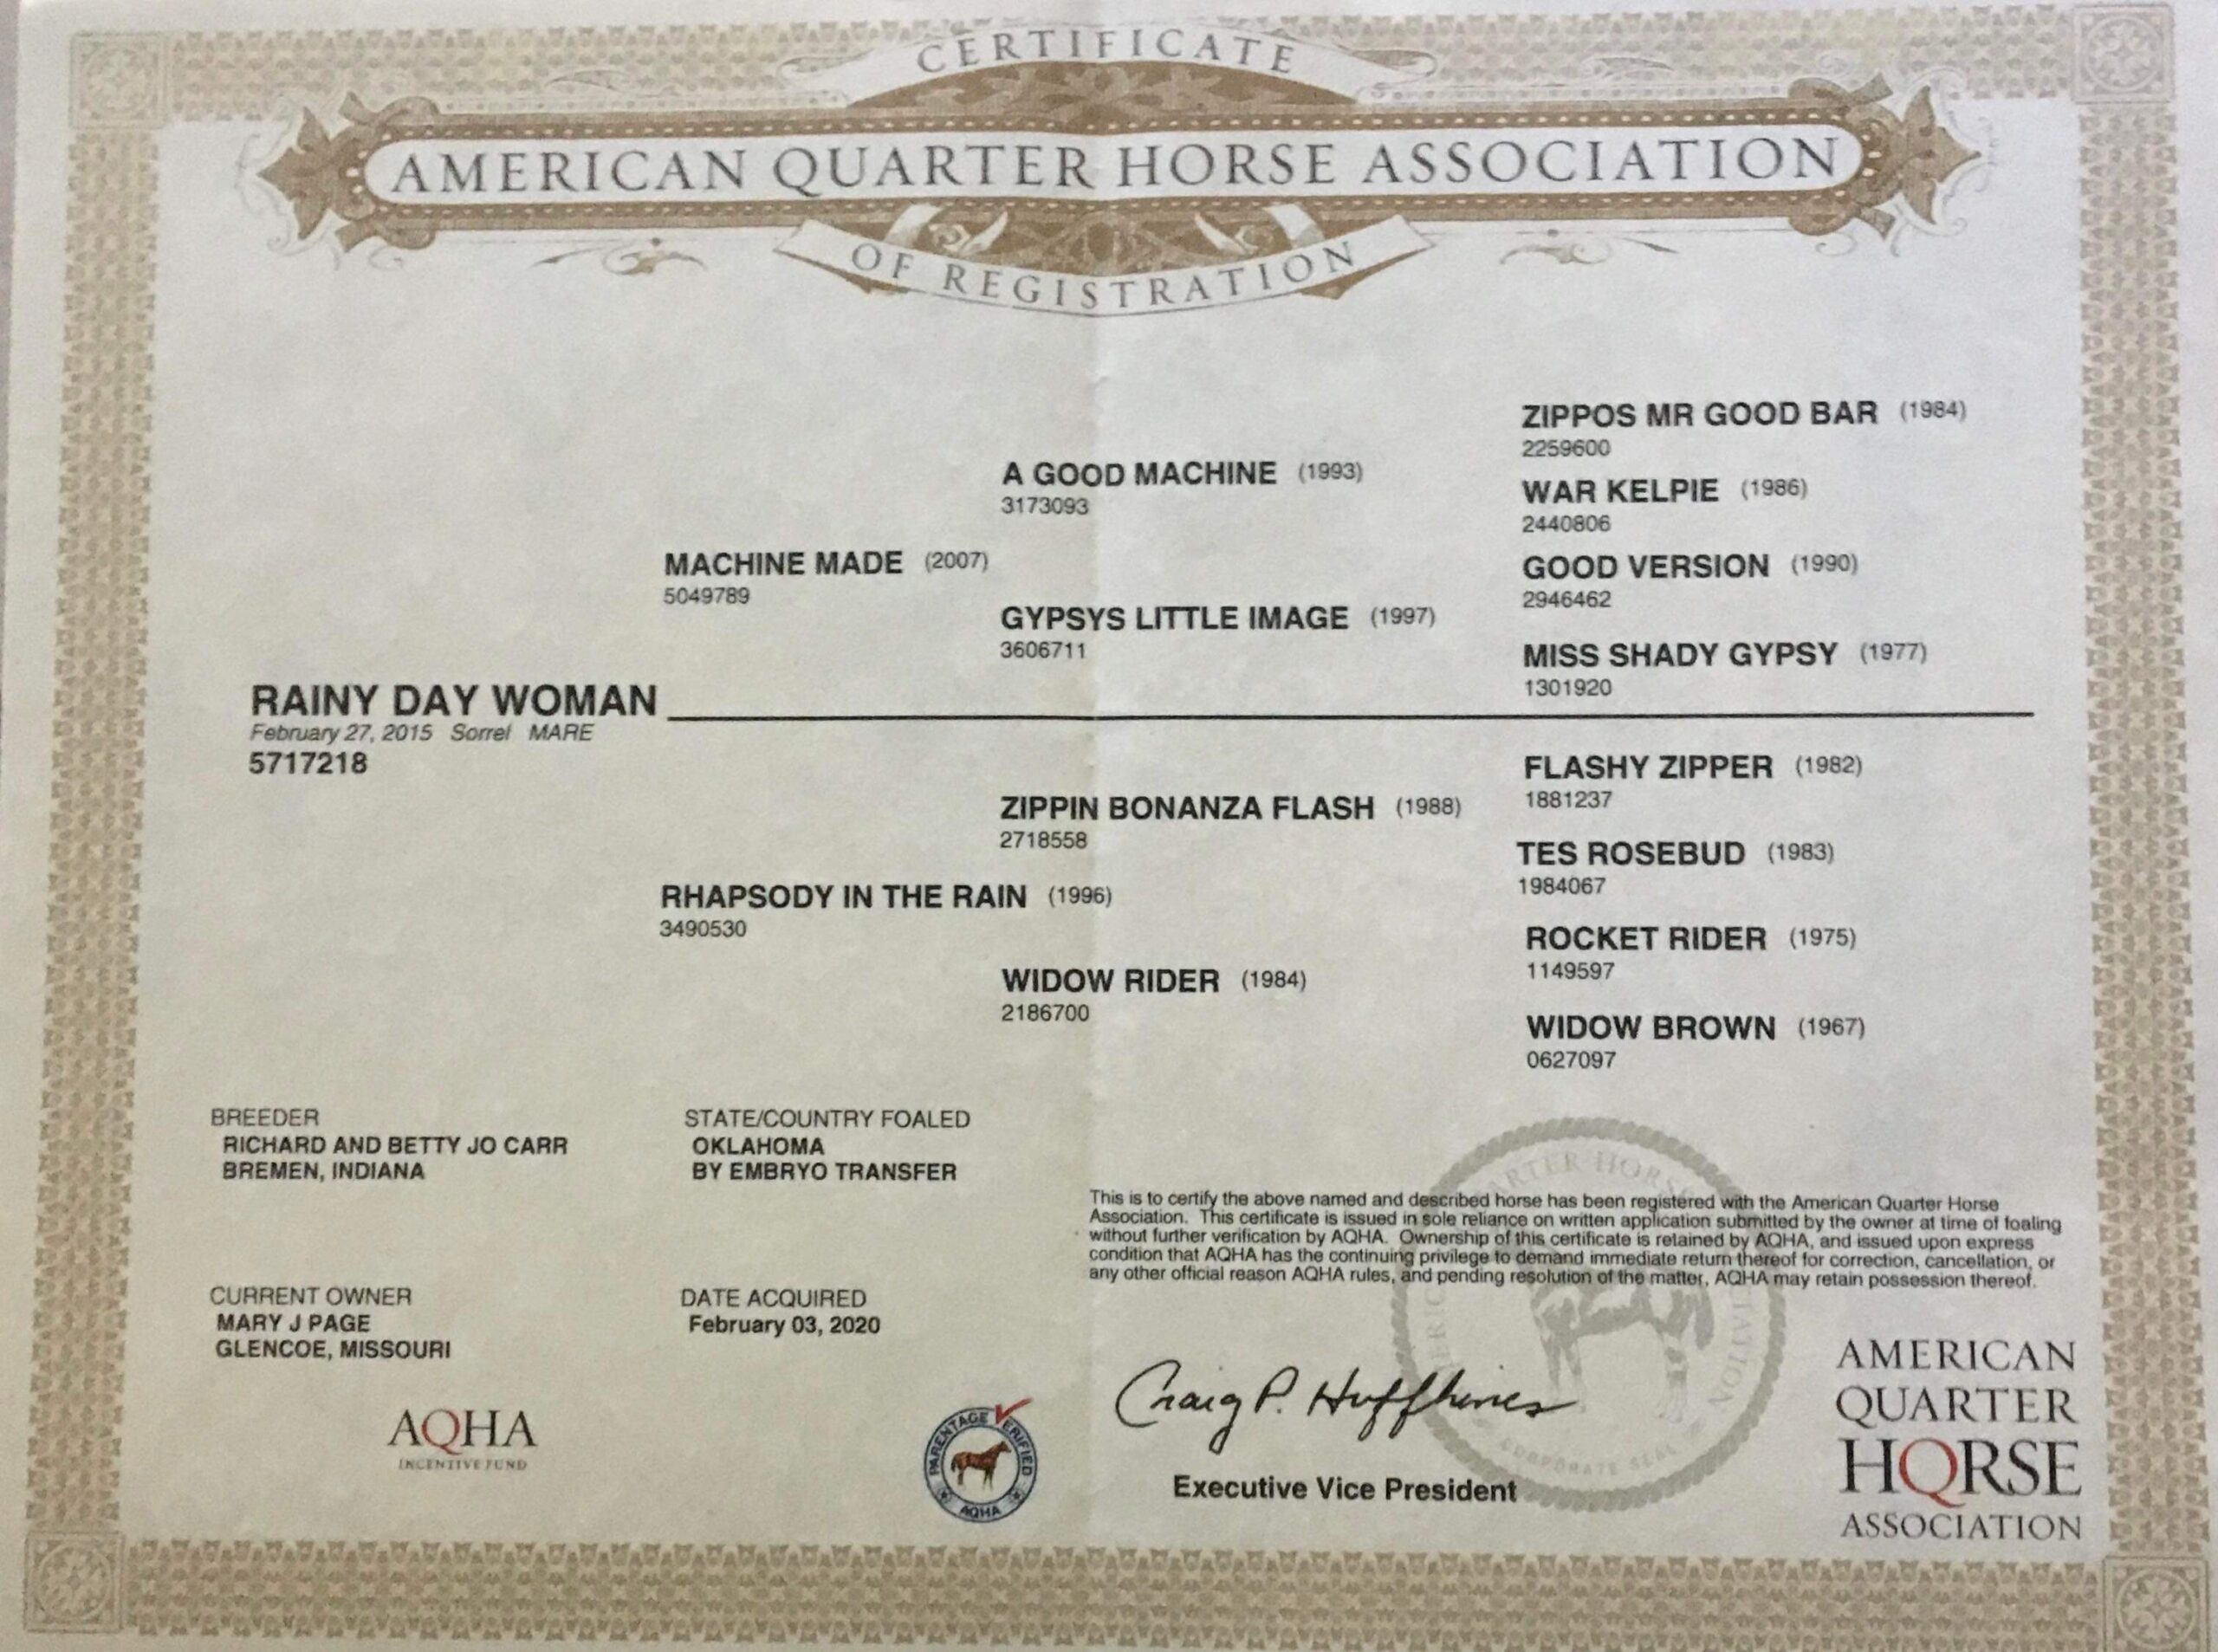 CERTIFICATE
AMERICAN QUARTER HORSE ASSOCIATION
OF REGISTRATION
ZIPPOS MR GOOD BAR (1984)
2259600
A GOOD MACHINE (1993)
3173093
WAR KELPIE (1986)
2440806
MACHINE MADE (2007)
5049789
GOOD VERSION (1990)
2946462
GYPSYS LITTLE IMAGE (1997)
3606711
MISS SHADY GYPSY (1977)
1301920
RAINY DAY WOMAN
February 27, 2015 Sorrel MARE
5717218
FLASHY ZIPPER (1982)
1881237
ZIPPIN BONANZA FLASH (1988)
2718558
TES ROSEBUD (1983)
1984067
RHAPSODY IN THE RAIN (1996)
3490530
ROCKET RIDER (1975)
1149597
WIDOW RIDER (1984)
2186700
WIDOW BROWN (1967)
0627097
BREEDER
RICHARD AND BETTY JO CARR
BREMEN, INDIANA
STATE/COUNTRY FOALED
OKLAHOMA
BY EMBRYO TRANSFER
This is to certify the above named and described horse has been registered with the American Quarter Horse
Association. This certificate is issued in sole reliance on written application submitted by the owner at time of foaling
without further verification by AQHA. Ownership of this certificate is retained by AQHA, and issued upon express
condition that AQHA has the continuing privilege to demand immediate return thereof for correction, cancellation, or
any other official reason AQHA rules, and pending resolution of the matter, AQHA may retain possession thereof.
CURRENT OWNER
MARY J PAGE
GLENCOE, MISSOURI
DATE ACQUIRED
February 03, 2020
AQHA
INCENTIVE FUND
PARENTAGE VERIFIED
AQHA
Craig P. Huffhines
Executive Vice President
CORPORATE SEAL
AMERICAN
QUARTER
HORSE
ASSOCIATION